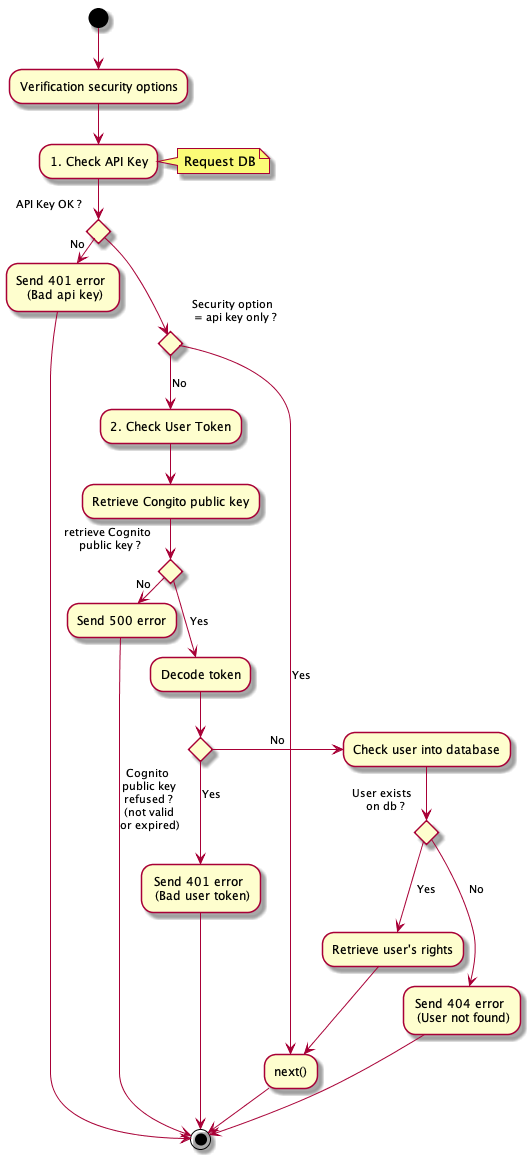 Verification security options
1. Check API Key
Request DB
API Key OK ?
No
Send 401 error
(Bad api key)
Security option
= api key only ?
No
2. Check User Token
Retrieve Congito public key
retrieve Cognito
public key ?
No
Send 500 error
Yes
Decode token
Yes
No
Check user into database
Cognito
public key
refused ?
(not valid
or expired)
Yes
User exists
on db ?
Send 401 error
(Bad user token)
Yes
No
Retrieve user's rights
Send 404 error
(User not found)
next()